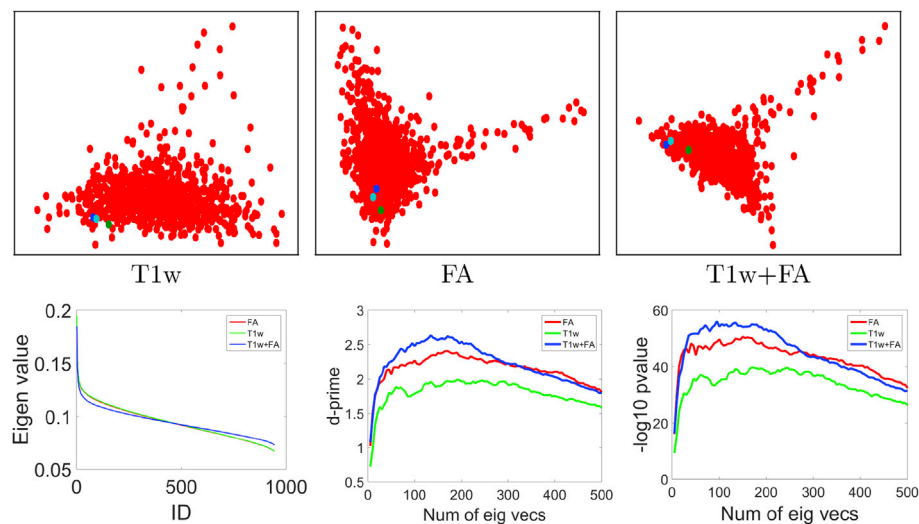 T1w
FA
T1w+FA
Eigen value
0.2
0.15
0.1
0.05
0
500
1000
ID
FA
T1w
T1w+FA
d-prime
3
2.5
2
1.5
1
0.5
0
100
200
300
400
500
Num of eig vecs
FA
T1w
T1w+FA
-log10 pvalue
60
40
20
0
0
100
200
300
400
500
Num of eig vecs
FA
T1w
T1w+FA